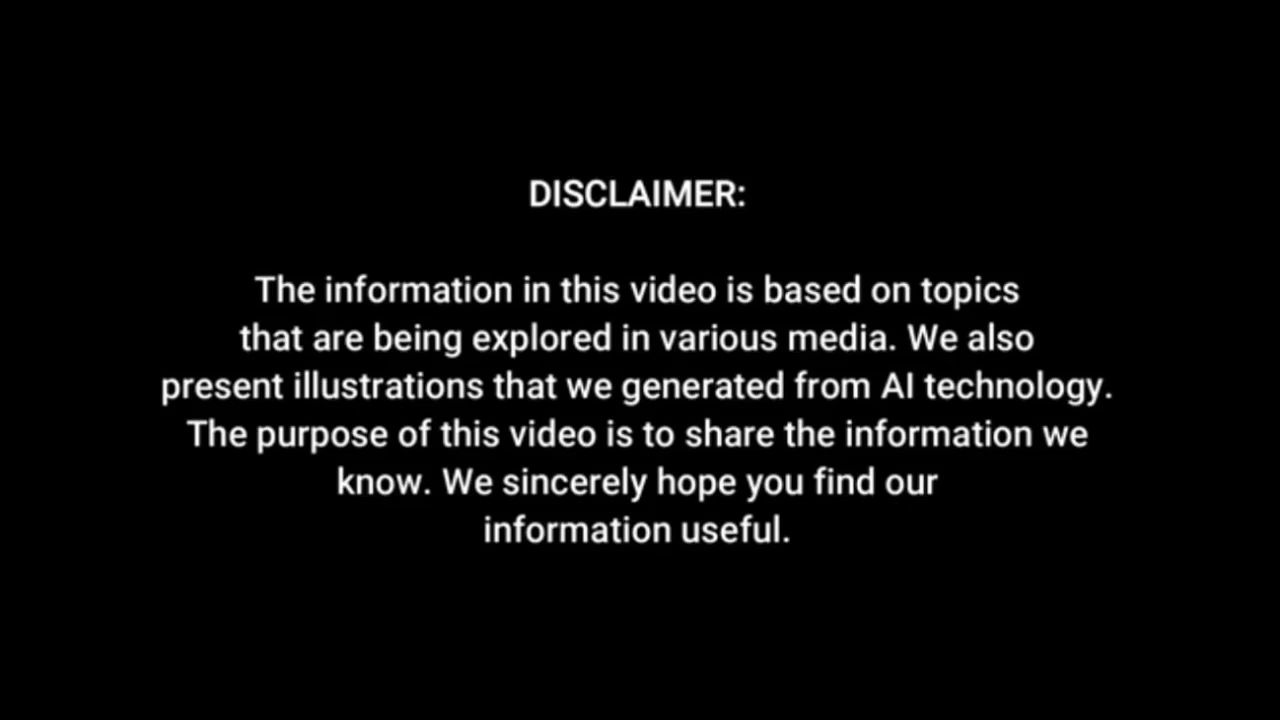 DISCLAIMER:
The information in this video is based on topics
that are being explored in various media. We also
present illustrations that we generated from AI technology.
The purpose of this video is to share the information we
know. We sincerely hope you find our
information useful.